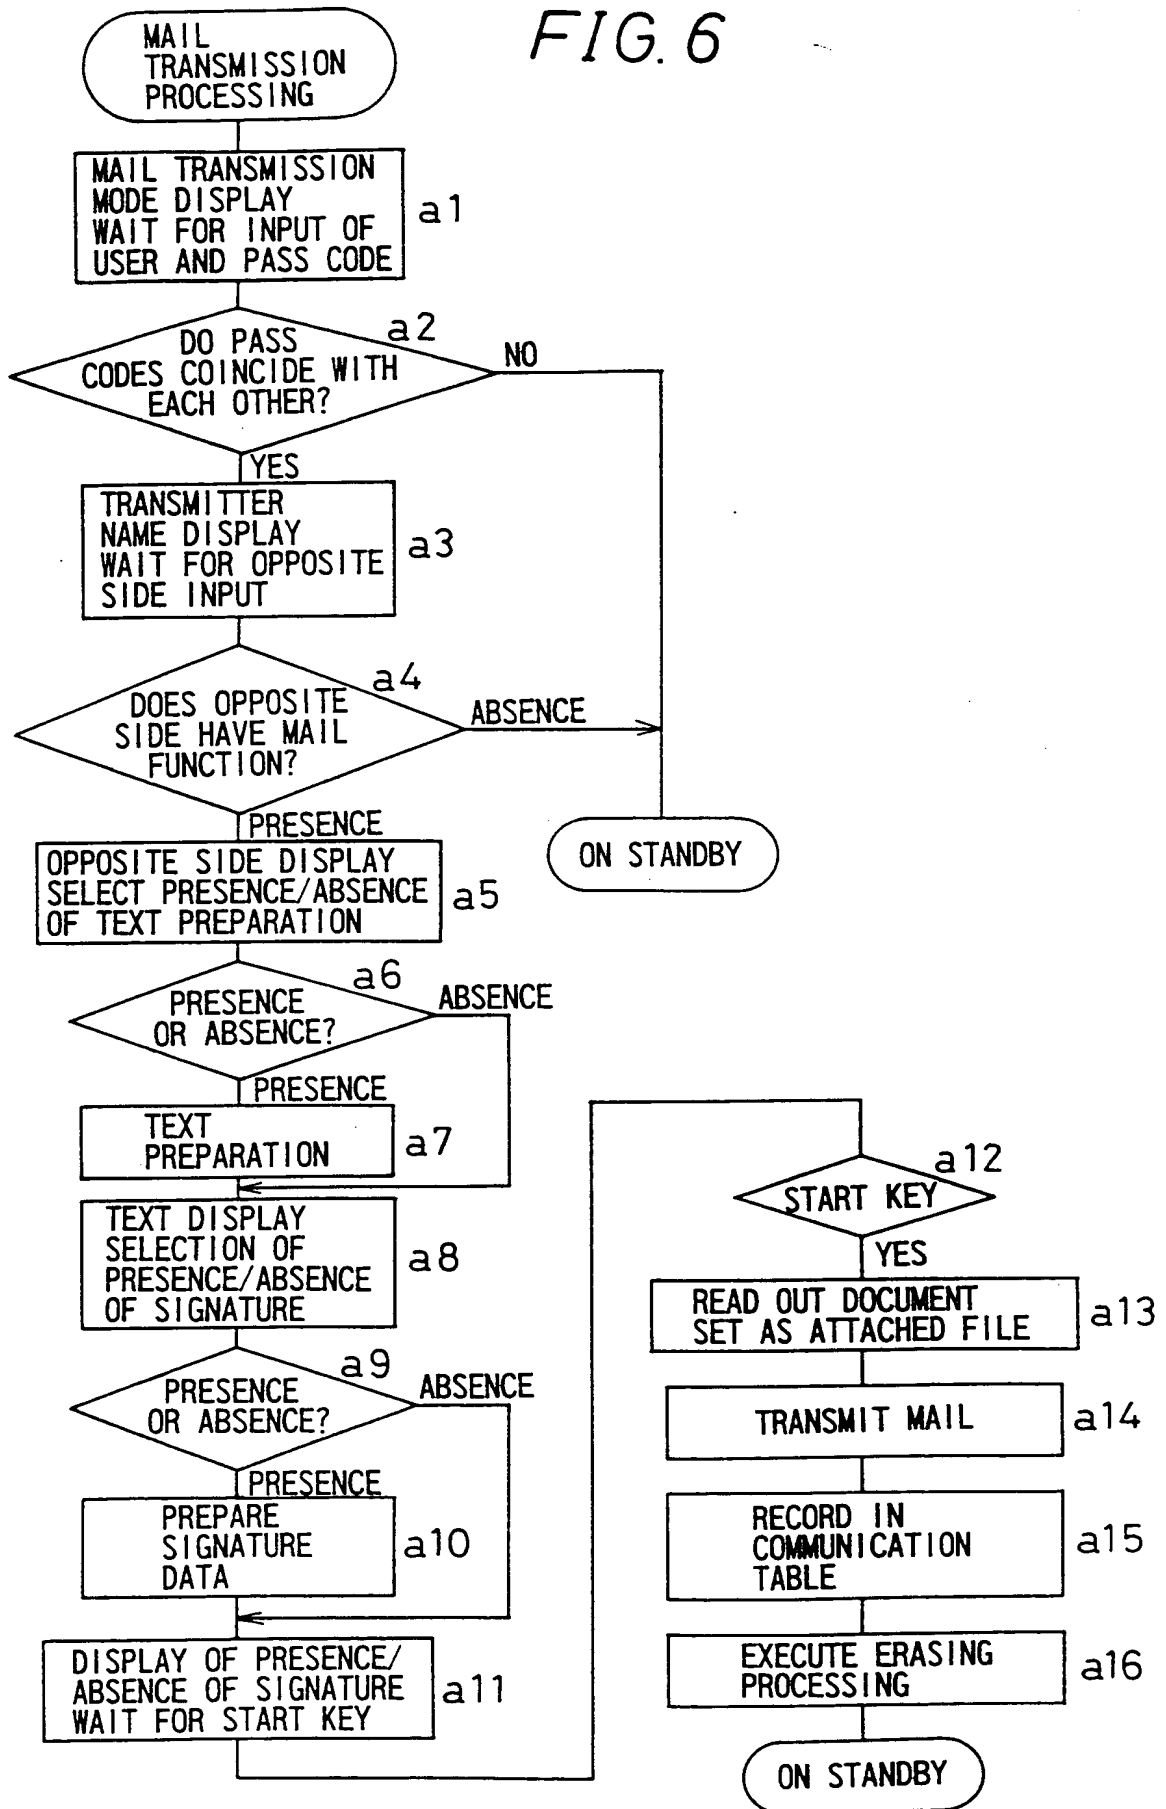 FIG. 6
MAIL
TRANSMISSION
PROCESSING
MAIL TRANSMISSION
MODE DISPLAY
WAIT FOR INPUT OF
USER AND PASS CODE
a1
a2
DO PASS
CODES COINCIDE WITH
EACH OTHER?
NO
YES
TRANSMITTER
NAME DISPLAY
WAIT FOR OPPOSITE
SIDE INPUT
a3
a4
DOES OPPOSITE
SIDE HAVE MAIL
FUNCTION?
ABSENCE
PRESENCE
ON STANDBY
OPPOSITE SIDE DISPLAY
SELECT PRESENCE/ABSENCE
OF TEXT PREPARATION
a5
a6
PRESENCE
OR ABSENCE?
ABSENCE
PRESENCE
TEXT
PREPARATION
a7
TEXT DISPLAY
SELECTION OF
PRESENCE/ABSENCE
OF SIGNATURE
a8
a9
PRESENCE
OR ABSENCE?
ABSENCE
PRESENCE
PREPARE
SIGNATURE
DATA
a10
DISPLAY OF PRESENCE/
ABSENCE OF SIGNATURE
WAIT FOR START KEY
a11
a12
START KEY
YES
READ OUT DOCUMENT
SET AS ATTACHED FILE
a13
TRANSMIT MAIL
a14
RECORD IN
COMMUNICATION
TABLE
a15
EXECUTE ERASING
PROCESSING
a16
ON STANDBY